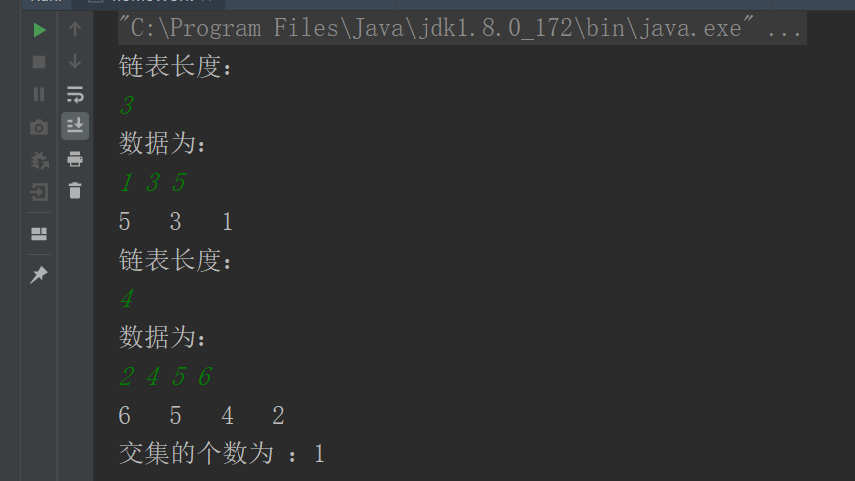 "C:\Program Files\Java\jdk1.8.0_172\bin\java.exe" ...
链表长度：
3
数据为：
1 3 5
5 3 1
链表长度：
4
数据为：
2 4 5 6
6 5 4 2
交集的个数为 ：1